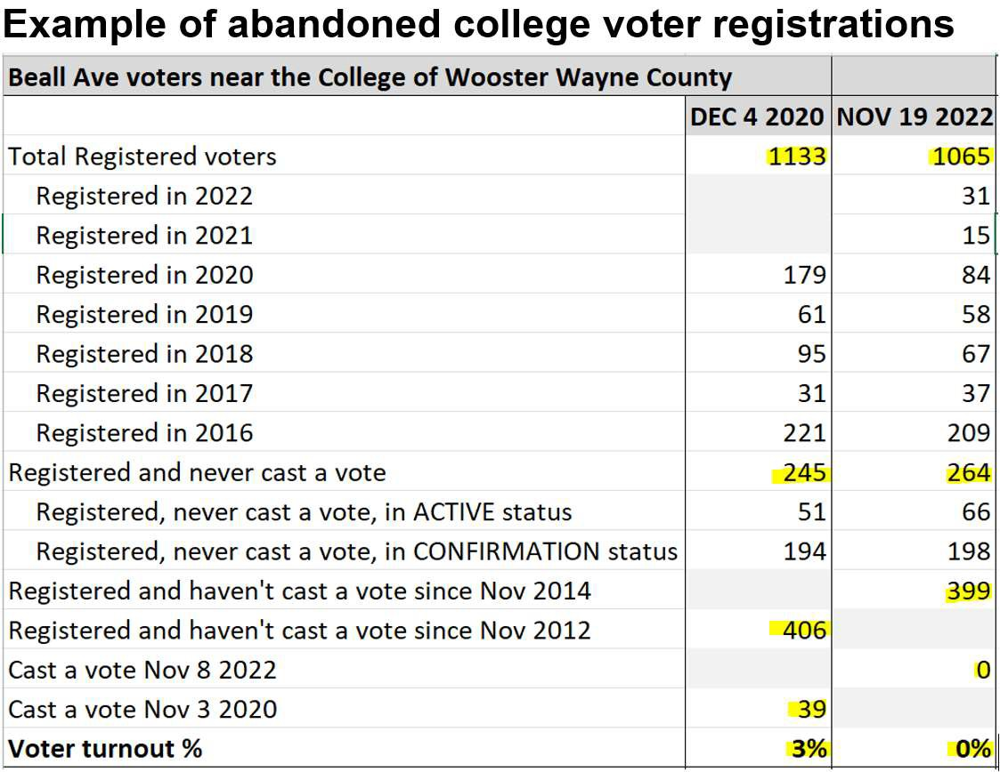 Example of abandoned college voter registrations
Beall Ave voters near the College of Wooster Wayne County
DEC 4 2020 NOV 19 2022
Total Registered voters 1133 1065
Registered in 2022 31
Registered in 2021 15
Registered in 2020 179 84
Registered in 2019 61 58
Registered in 2018 95 67
Registered in 2017 31 37
Registered in 2016 221 209
Registered and never cast a vote 245 264
Registered, never cast a vote, in ACTIVE status 51 66
Registered, never cast a vote, in CONFIRMATION status 194 198
Registered and haven't cast a vote since Nov 2014 399
Registered and haven't cast a vote since Nov 2012 406
Cast a vote Nov 8 2022 0
Cast a vote Nov 3 2020 39
Voter turnout % 3% 0%